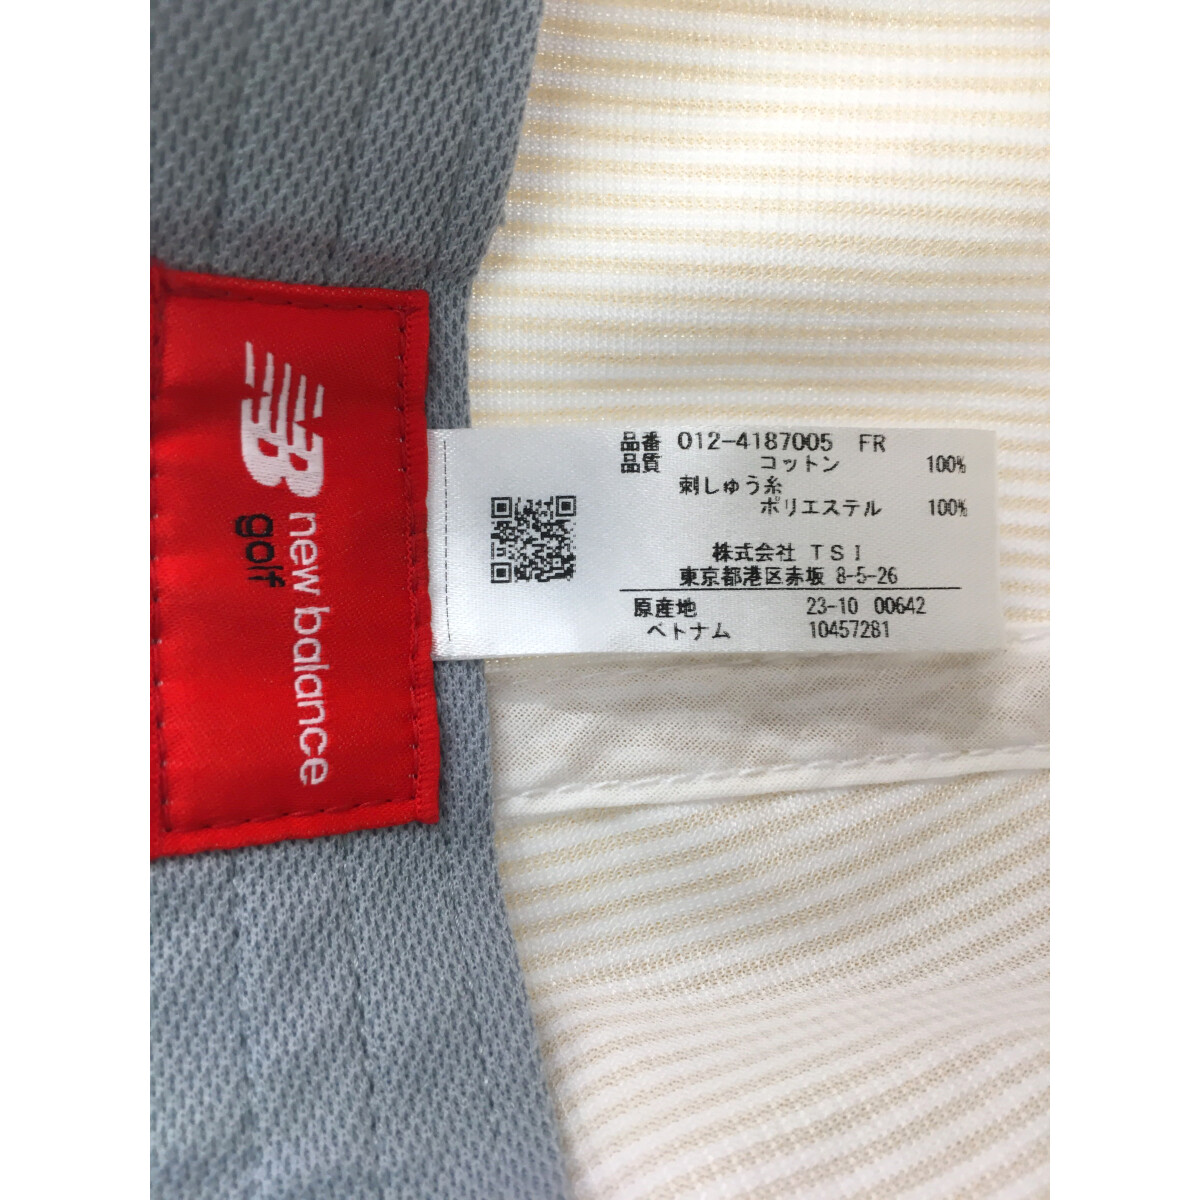 new balance
golf
品番 012-4187005 FR
品質 コットン 100%
刺しゅう糸
ポリエステル 100%
株式会社 TSI
東京都港区赤坂 8-5-26
原産地 23-10 00642
ベトナム 10457281